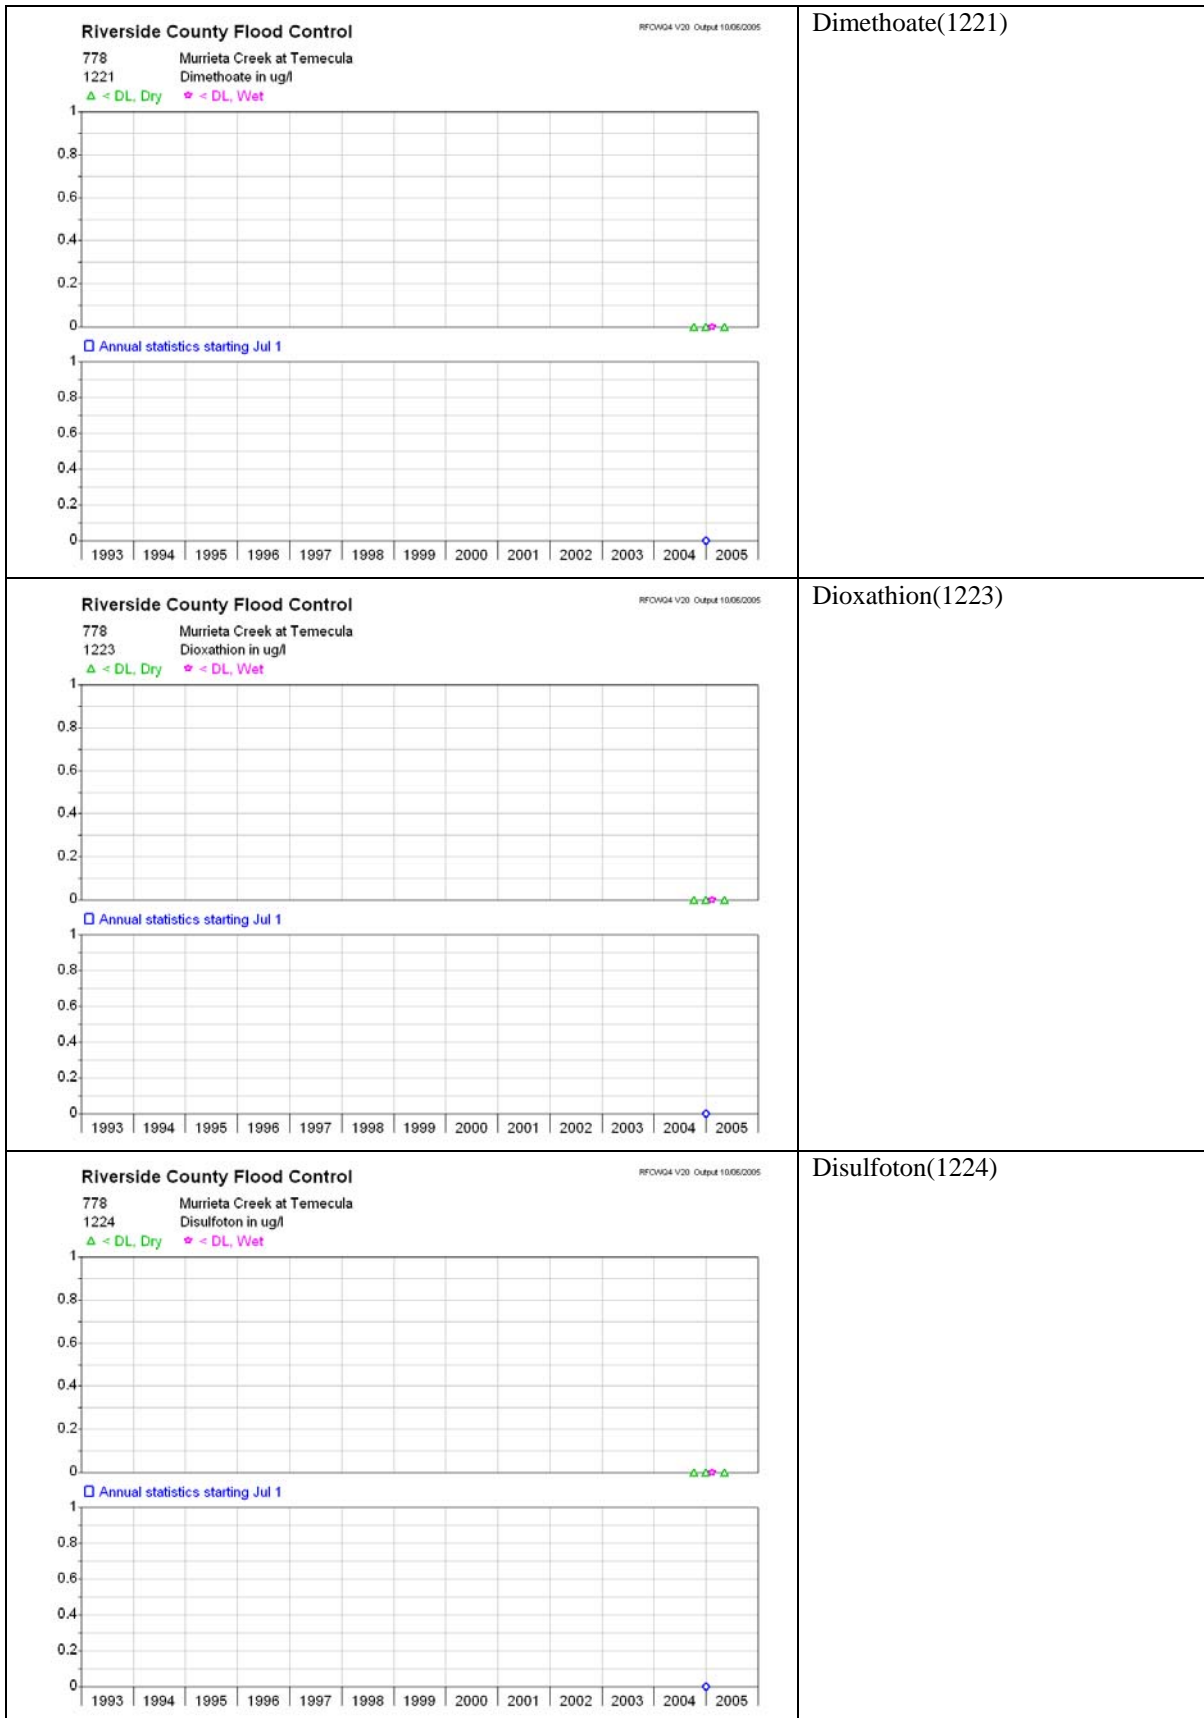 Riverside County Flood Control
RFCWQ4 V20 Output 10/06/2005
778 Murrieta Creek at Temecula
1221 Dimethoate in ug/l
< DL, Dry < DL, Wet
1
0.8
0.6
0.4
0.2
0
Annual statistics starting Jul 1
1
0.8
0.6
0.4
0.2
0
1993 1994 1995 1996 1997 1998 1999 2000 2001 2002 2003 2004 2005
Dimethoate(1221)
Riverside County Flood Control
RFCWQ4 V20 Output 10/06/2005
778 Murrieta Creek at Temecula
1223 Dioxathion in ug/l
< DL, Dry < DL, Wet
1
0.8
0.6
0.4
0.2
0
Annual statistics starting Jul 1
1
0.8
0.6
0.4
0.2
0
1993 1994 1995 1996 1997 1998 1999 2000 2001 2002 2003 2004 2005
Dioxathion(1223)
Riverside County Flood Control
RFCWQ4 V20 Output 10/06/2005
778 Murrieta Creek at Temecula
1224 Disulfoton in ug/l
< DL, Dry < DL, Wet
1
0.8
0.6
0.4
0.2
0
Annual statistics starting Jul 1
1
0.8
0.6
0.4
0.2
0
1993 1994 1995 1996 1997 1998 1999 2000 2001 2002 2003 2004 2005
Disulfoton(1224)